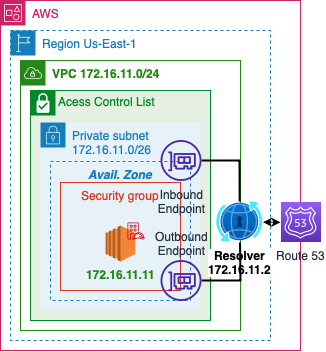 AWS
Region Us-East-1
VPC 172.16.11.0/24
Acess Control List
Private subnet
172.16.11.0/26
Avail. Zone
Security group
Inbound
Endpoint
Outbound
Endpoint
172.16.11.11
Resolver
172.16.11.2
53
Route 53